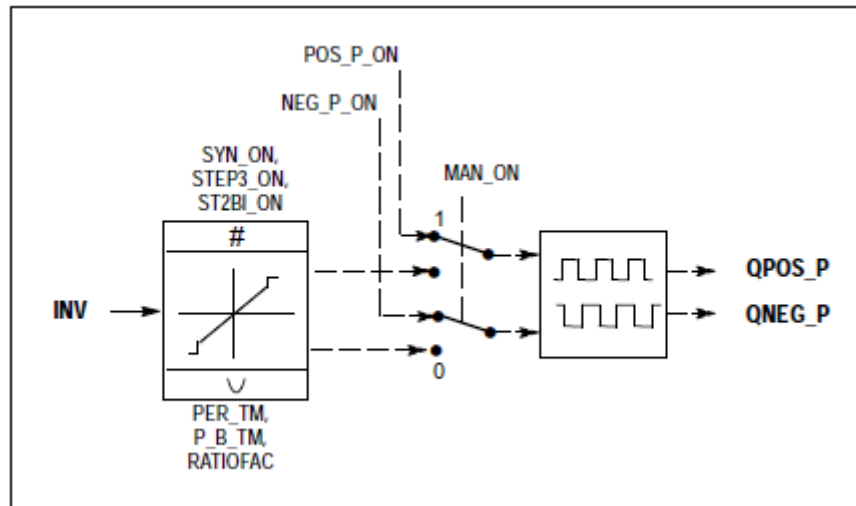 POS_P_ON
NEG_P_ON
SYN_ON,
STEP3_ON,
ST2BI_ON
MAN_ON
#
1
INV
QPOS_P
QNEG_P
0
PER_TM,
P_B_TM,
RATIOFAC